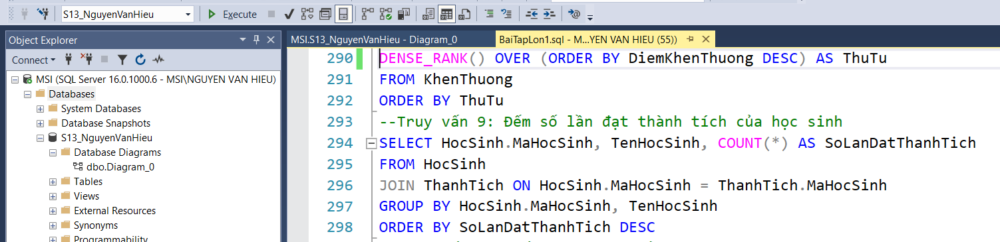 S13_NguyenVanHieu
Execute
Object Explorer
Connect
MSI (SQL Server 16.0.1000.6 - MSI\NGUYEN VAN HIEU)
Databases
System Databases
Database Snapshots
S13_NguyenVanHieu
Database Diagrams
dbo.Diagram_0
Tables
Views
External Resources
Synonyms
Programmability
MSI.S13_NguyenVanHieu - Diagram_0
BaiTapLon1.sql - M...YEN VAN HIEU (55))
290 DENSE_RANK() OVER (ORDER BY DiemKhenThuong DESC) AS ThuTu
291 FROM KhenThuong
292 ORDER BY ThuTu
293 --Truy vấn 9: Đếm số lần đạt thành tích của học sinh
294 SELECT HocSinh.MaHocSinh, TenHocSinh, COUNT(*) AS SoLanDatThanhTich
295 FROM HocSinh
296 JOIN ThanhTich ON HocSinh.MaHocSinh = ThanhTich.MaHocSinh
297 GROUP BY HocSinh.MaHocSinh, TenHocSinh
298 ORDER BY SoLanDatThanhTich DESC